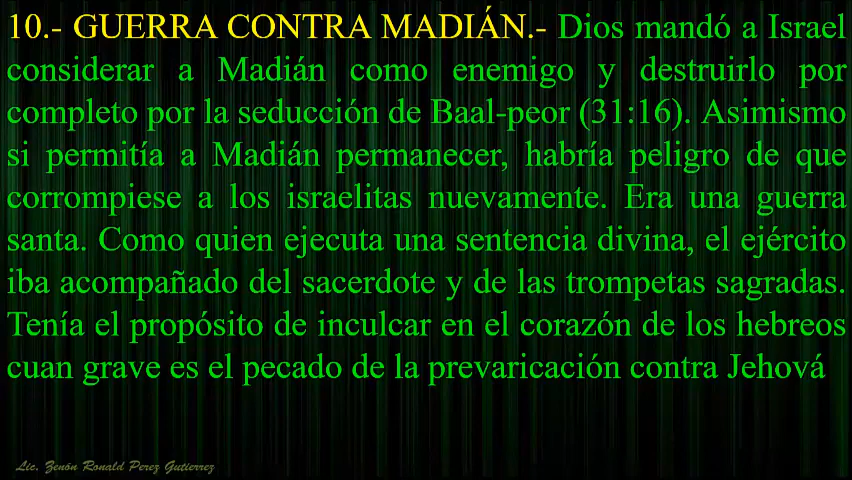 10.- GUERRA CONTRA MADIÁN.- Dios mandó a Israel
considerar a Madián como enemigo y destruirlo por
completo por la seducción de Baal-peor (31:16). Asimismo
si permitía a Madián permanecer, habría peligro de que
corrompiese a los israelitas nuevamente. Era una guerra
santa. Como quien ejecuta una sentencia divina, el ejército
iba acompañado del sacerdote y de las trompetas sagradas.
Tenía el propósito de inculcar en el corazón de los hebreos
cuan grave es el pecado de la prevaricación contra Jehová
Lic. Zenón Ronald Perez Gutierrez